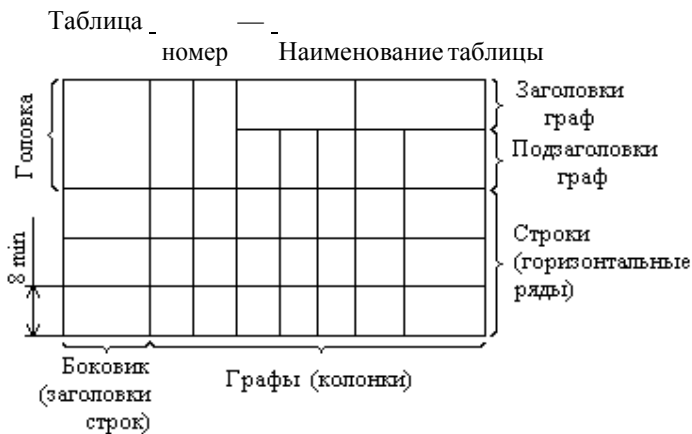 Таблица _ — _
номер Наименование таблицы
Головка
Заголовки
граф
Подзаголовки
граф
Строки
(горизонтальные
ряды)
8 min
Боковик
(заголовки
строк)
Графы (колонки)